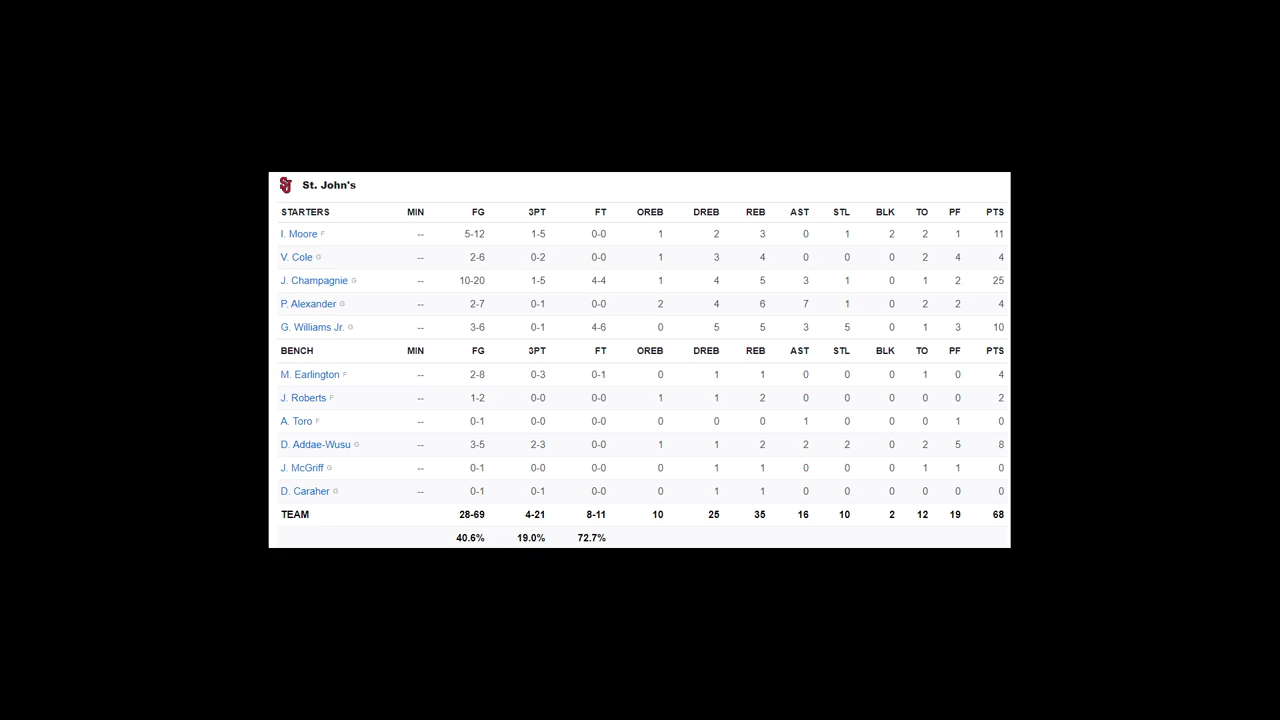 St. John's
STARTERS MIN FG 3PT FT OREB DREB REB AST STL BLK TO PF PTS
I. Moore F -- 5-12 1-5 0-0 1 2 3 0 1 2 2 1 11
V. Cole G -- 2-6 0-2 0-0 1 3 4 0 0 0 2 4 4
J. Champagnie G -- 10-20 1-5 4-4 1 4 5 3 1 0 1 2 25
P. Alexander G -- 2-7 0-1 0-0 2 4 6 7 1 0 2 2 4
G. Williams Jr. G -- 3-6 0-1 4-6 0 5 5 3 5 0 1 3 10
BENCH MIN FG 3PT FT OREB DREB REB AST STL BLK TO PF PTS
M. Earlington F -- 2-8 0-3 0-1 0 1 1 0 0 0 1 0 4
J. Roberts F -- 1-2 0-0 0-0 1 1 2 0 0 0 0 0 2
A. Toro F -- 0-1 0-0 0-0 0 0 0 1 0 0 0 1 0
D. Addae-Wusu G -- 3-5 2-3 0-0 1 1 2 2 2 0 2 5 8
J. McGriff G -- 0-1 0-0 0-0 0 1 1 0 0 0 1 1 0
D. Caraher G -- 0-1 0-1 0-0 0 1 1 0 0 0 0 0 0
TEAM 28-69 4-21 8-11 10 25 35 16 10 2 12 19 68
40.6% 19.0% 72.7%